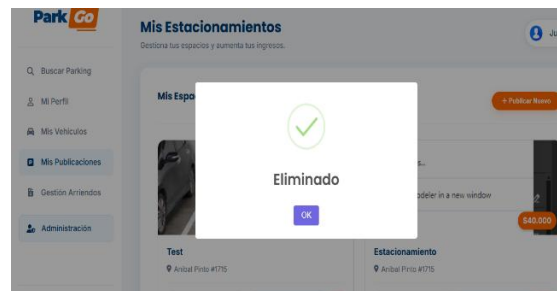 Park Go
Mis Estacionamientos
Gestiona tus espacios y aumenta tus ingresos.
Ju
Buscar Parking
Mi Perfil
Mis Vehículos
Mis Publicaciones
Gestión Arriendos
Administración
Mis Espa
+ Publicar Nuevo
Eliminado
OK
s...
odeler in a new window
$40.000
Test
Anibal Pinto #1715
Estacionamiento
Anibal Pinto #1715